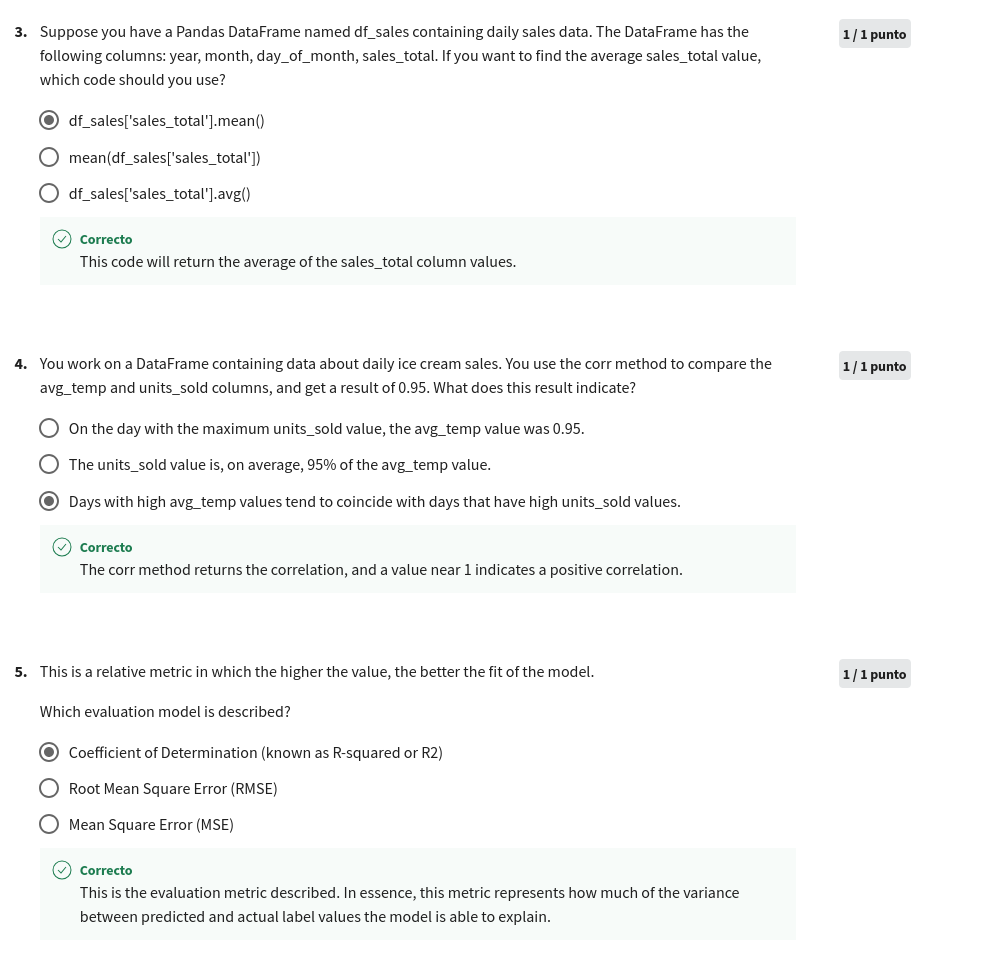 3. Suppose you have a Pandas DataFrame named df_sales containing daily sales data. The DataFrame has the
1 / 1 punto
following columns: year, month, day_of_month, sales_total. If you want to find the average sales_total value,
which code should you use?
df_sales['sales_total'].mean()
mean(df_sales['sales_total'])
df_sales['sales_total'].avg()
Correcto
This code will return the average of the sales_total column values.
4. You work on a DataFrame containing data about daily ice cream sales. You use the corr method to compare the
1 / 1 punto
avg_temp and units_sold columns, and get a result of 0.95. What does this result indicate?
On the day with the maximum units_sold value, the avg_temp value was 0.95.
The units_sold value is, on average, 95% of the avg_temp value.
Days with high avg_temp values tend to coincide with days that have high units_sold values.
Correcto
The corr method returns the correlation, and a value near 1 indicates a positive correlation.
5. This is a relative metric in which the higher the value, the better the fit of the model.
1 / 1 punto
Which evaluation model is described?
Coefficient of Determination (known as R-squared or R2)
Root Mean Square Error (RMSE)
Mean Square Error (MSE)
Correcto
This is the evaluation metric described. In essence, this metric represents how much of the variance
between predicted and actual label values the model is able to explain.